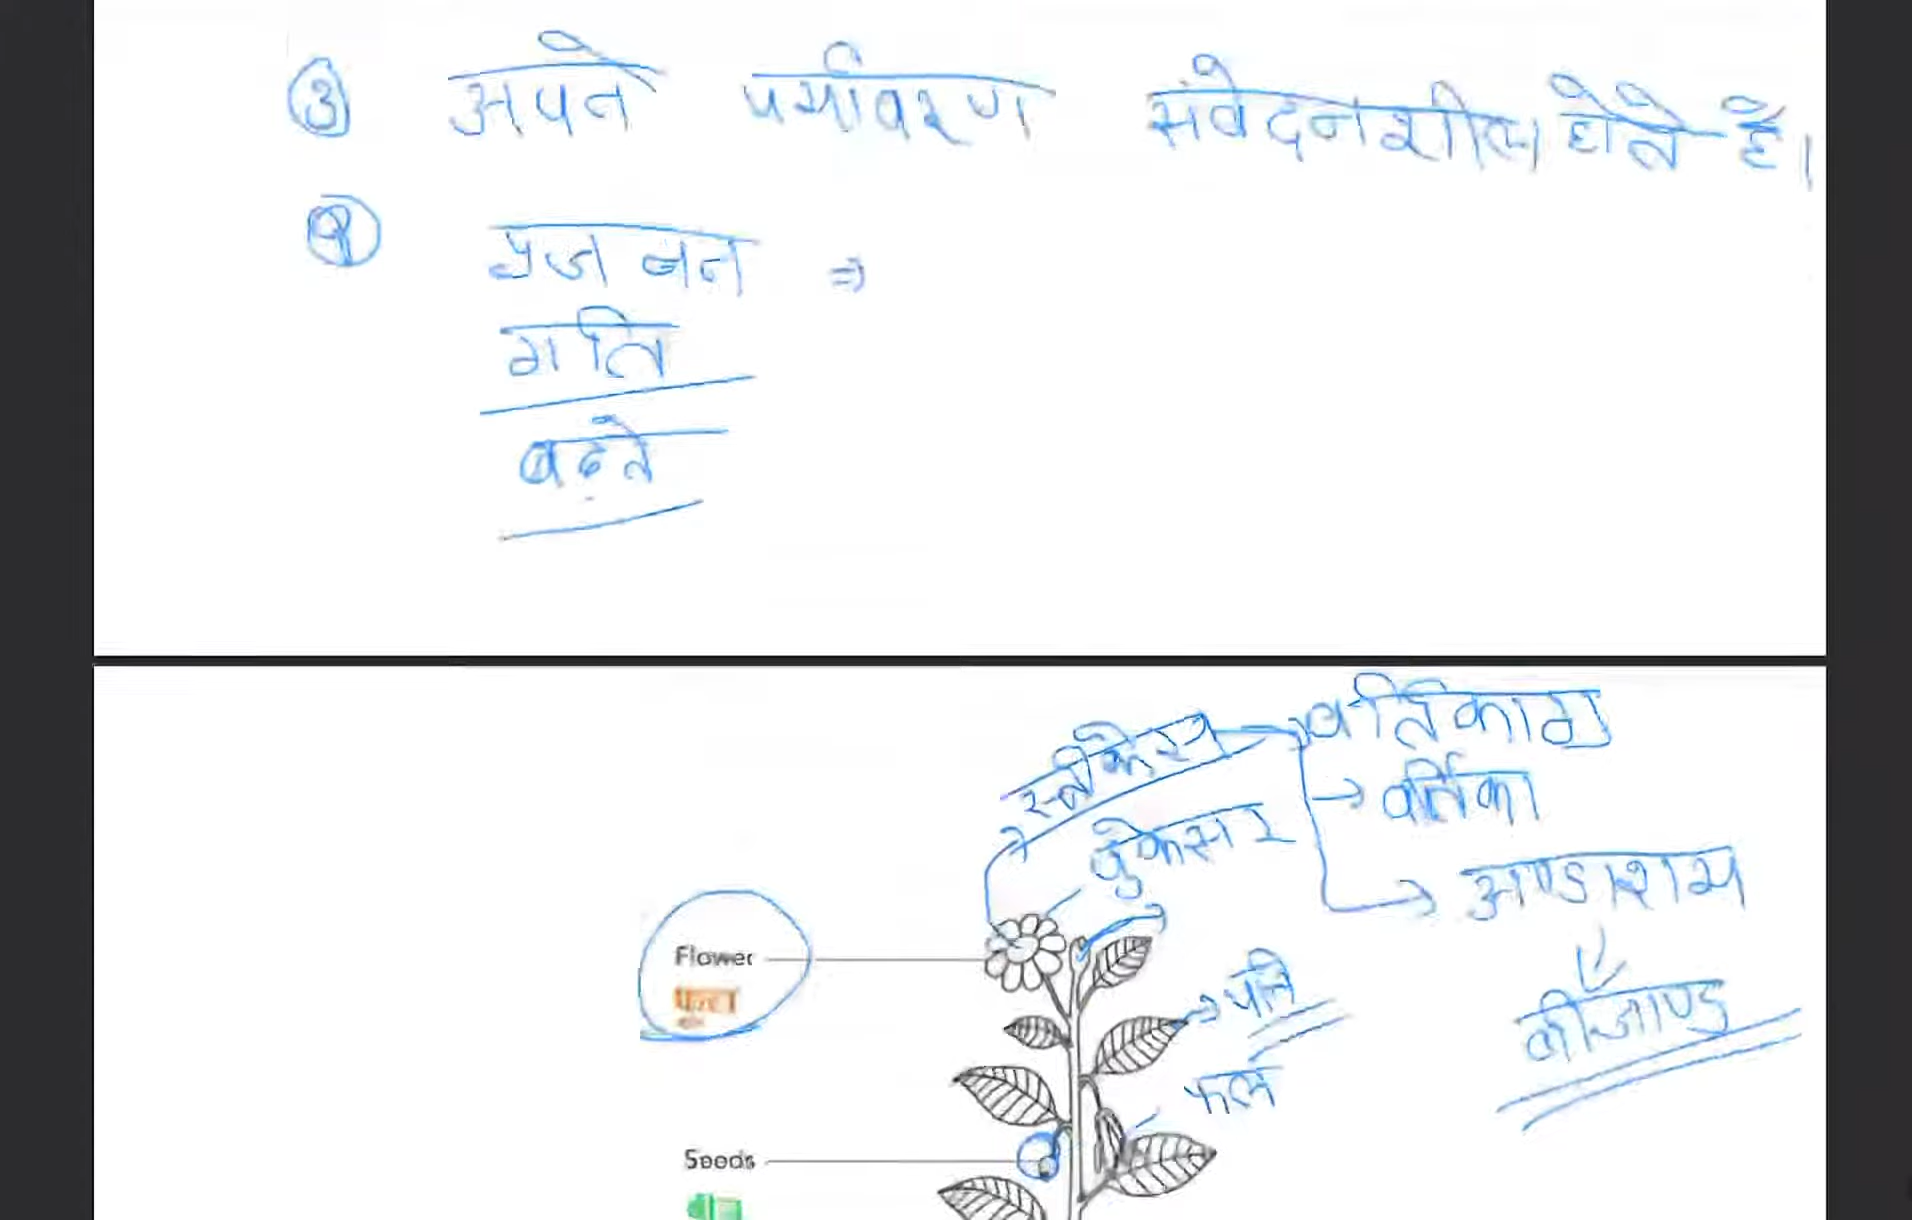 ③ अपने पर्यावरण संवेदनशील होते हैं।
④ प्रजनन ⇒
गति
बढ़ते
स्त्रीकेसर → वर्तिकाग्र
→ वर्तिका
पुंकेसर
→ अण्डाशय
Flower
फूल
पत्ति
बीजाण्ड
फल
Seeds